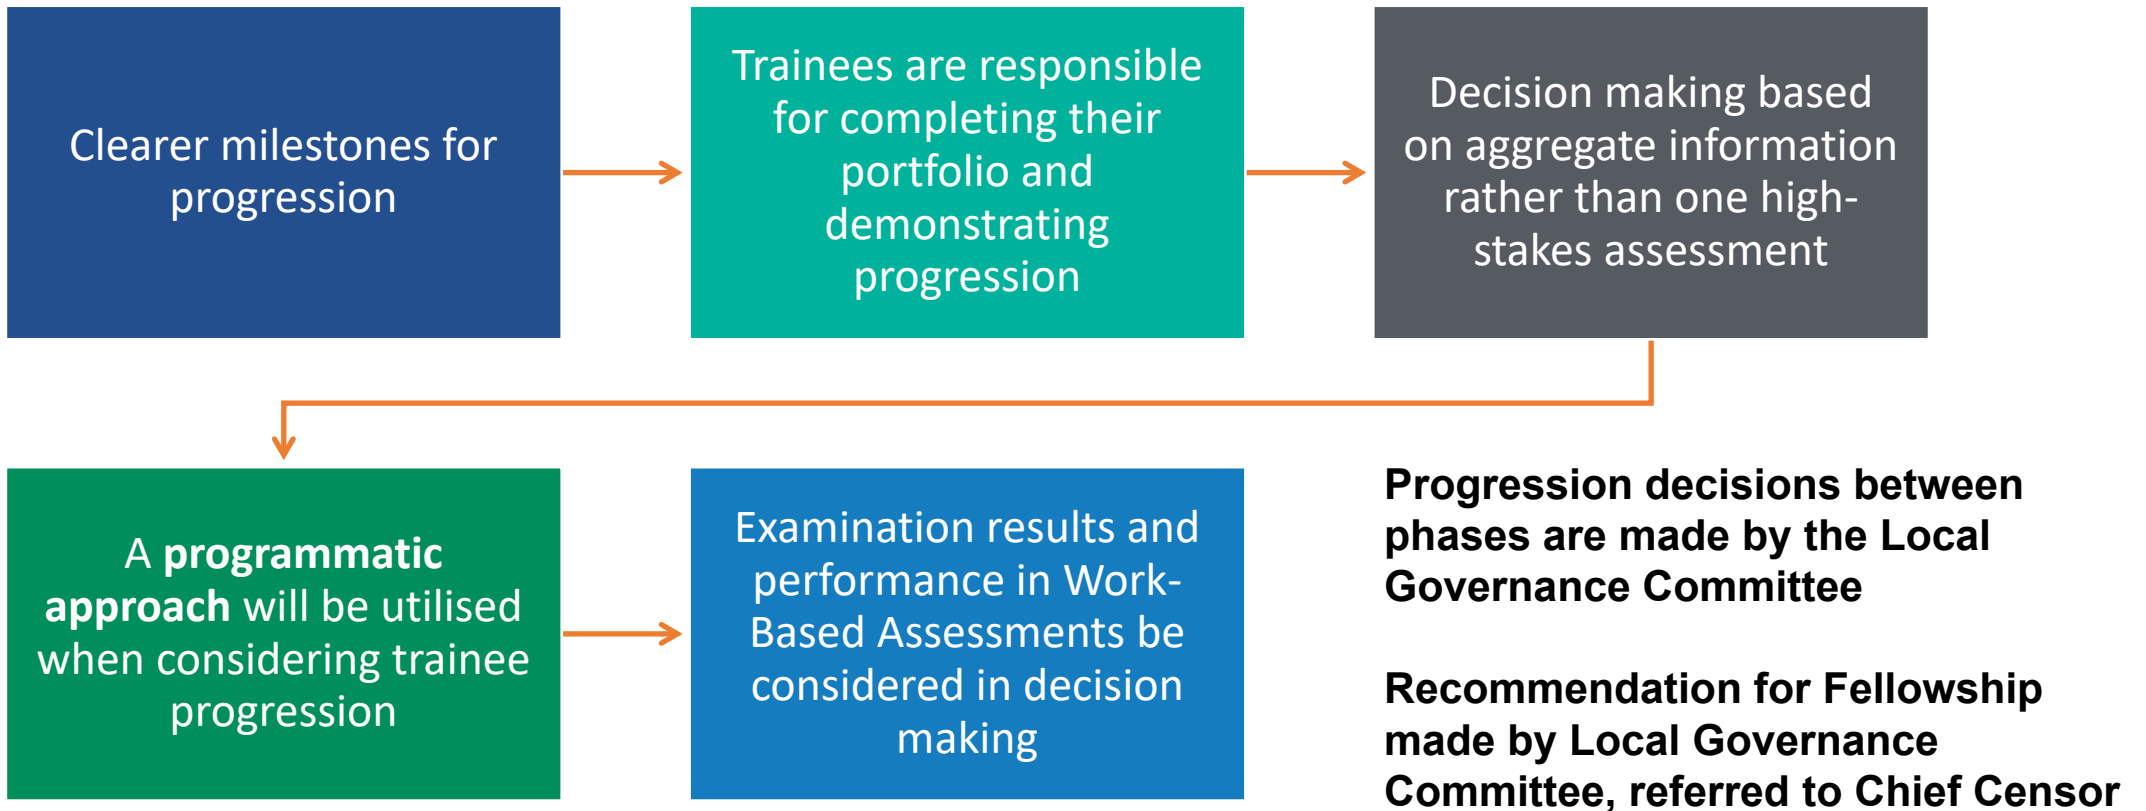 Clearer milestones for
progression
Trainees are responsible
for completing their
portfolio and
demonstrating
progression
Decision making based
on aggregate information
rather than one high-
stakes assessment
A programmatic
approach will be utilised
when considering trainee
progression
Examination results and
performance in Work-
Based Assessments be
considered in decision
making
Progression decisions between
phases are made by the Local
Governance Committee
Recommendation for Fellowship
made by Local Governance
Committee, referred to Chief Censor